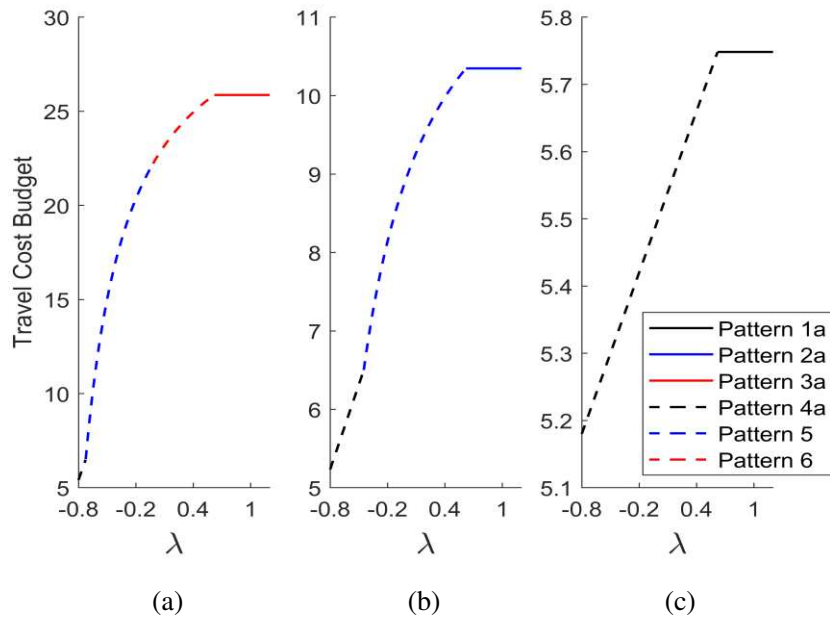 Travel Cost Budget
30
25
20
15
10
5
-0.8 -0.2 0.4 1
λ
(a)
11
10
9
8
7
6
5
-0.8 -0.2 0.4 1
λ
(b)
5.8
5.7
5.6
5.5
5.4
5.3
5.2
5.1
-0.8 -0.2 0.4 1
λ
(c)
Pattern 1a
Pattern 2a
Pattern 3a
Pattern 4a
Pattern 5
Pattern 6